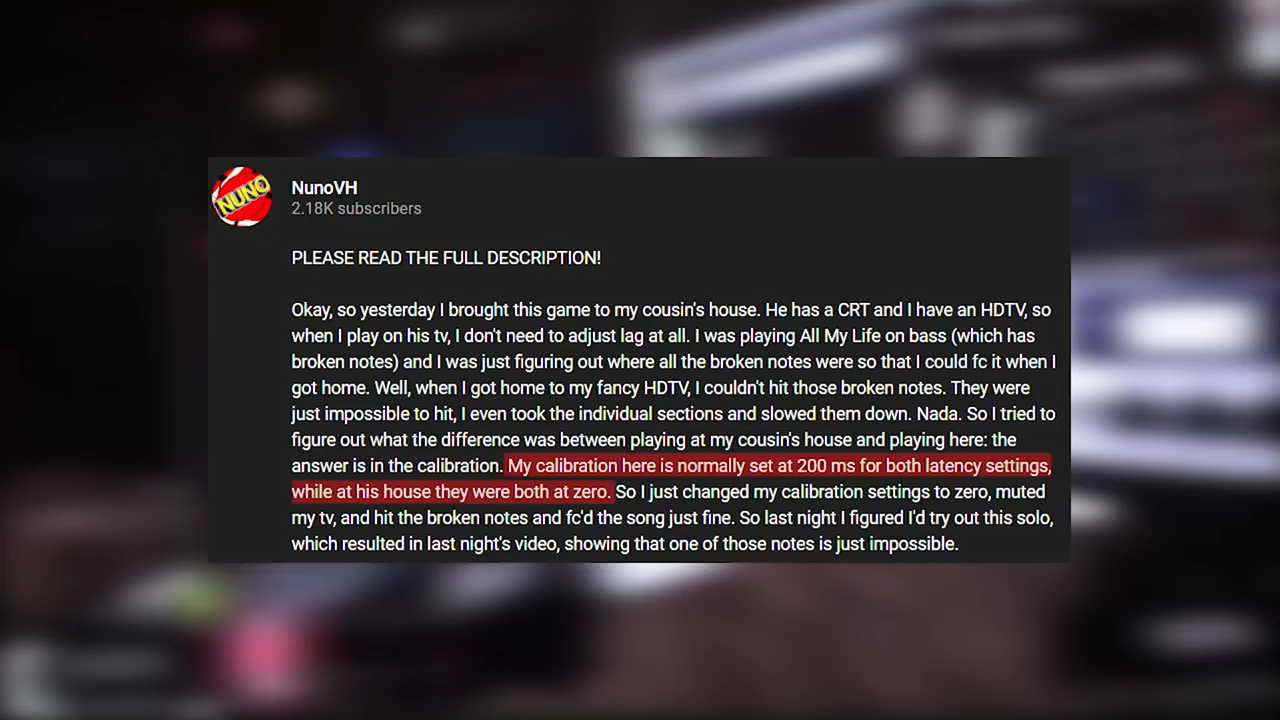 NUNO
NunoVH
2.18K subscribers
PLEASE READ THE FULL DESCRIPTION!
Okay, so yesterday I brought this game to my cousin's house. He has a CRT and I have an HDTV, so
when I play on his tv, I don't need to adjust lag at all. I was playing All My Life on bass (which has
broken notes) and I was just figuring out where all the broken notes were so that I could fc it when I
got home. Well, when I got home to my fancy HDTV, I couldn't hit those broken notes. They were
just impossible to hit, I even took the individual sections and slowed them down. Nada. So I tried to
figure out what the difference was between playing at my cousin's house and playing here: the
answer is in the calibration. My calibration here is normally set at 200 ms for both latency settings,
while at his house they were both at zero. So I just changed my calibration settings to zero, muted
my tv, and hit the broken notes and fc'd the song just fine. So last night I figured I'd try out this solo,
which resulted in last night's video, showing that one of those notes is just impossible.